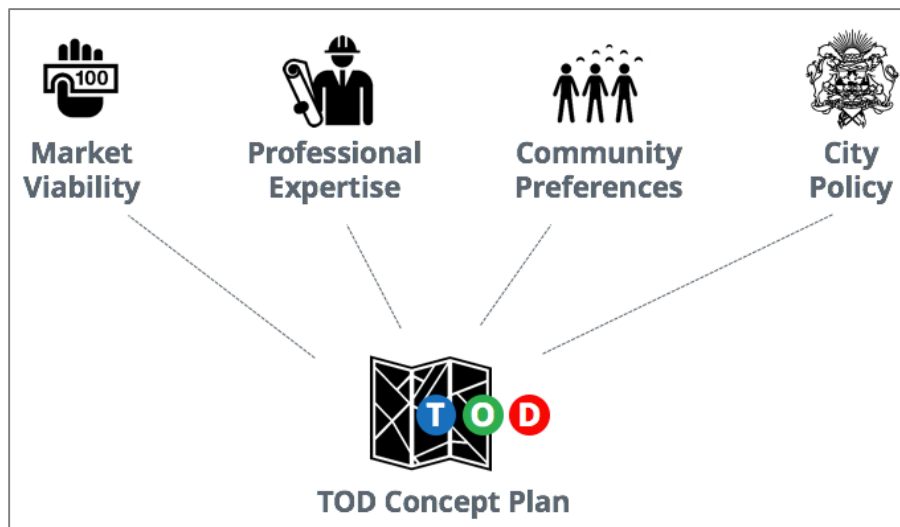 100
Market
Viability
Professional
Expertise
Community
Preferences
City
Policy
T O D
TOD Concept Plan